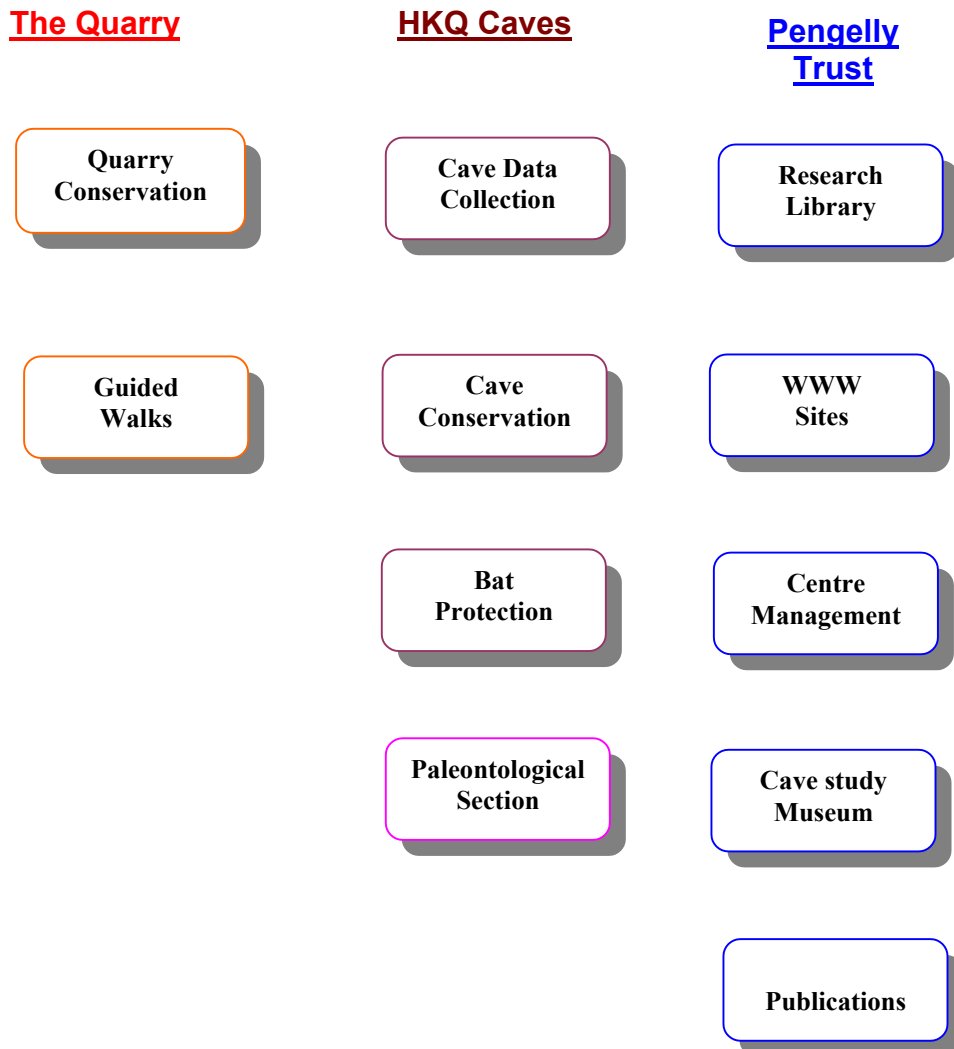 The Quarry
Quarry
Conservation
Guided
Walks
HKQ Caves
Cave Data
Collection
Cave
Conservation
Bat
Protection
Paleontological
Section
Pengelly
Trust
Research
Library
WWW
Sites
Centre
Management
Cave study
Museum
Publications